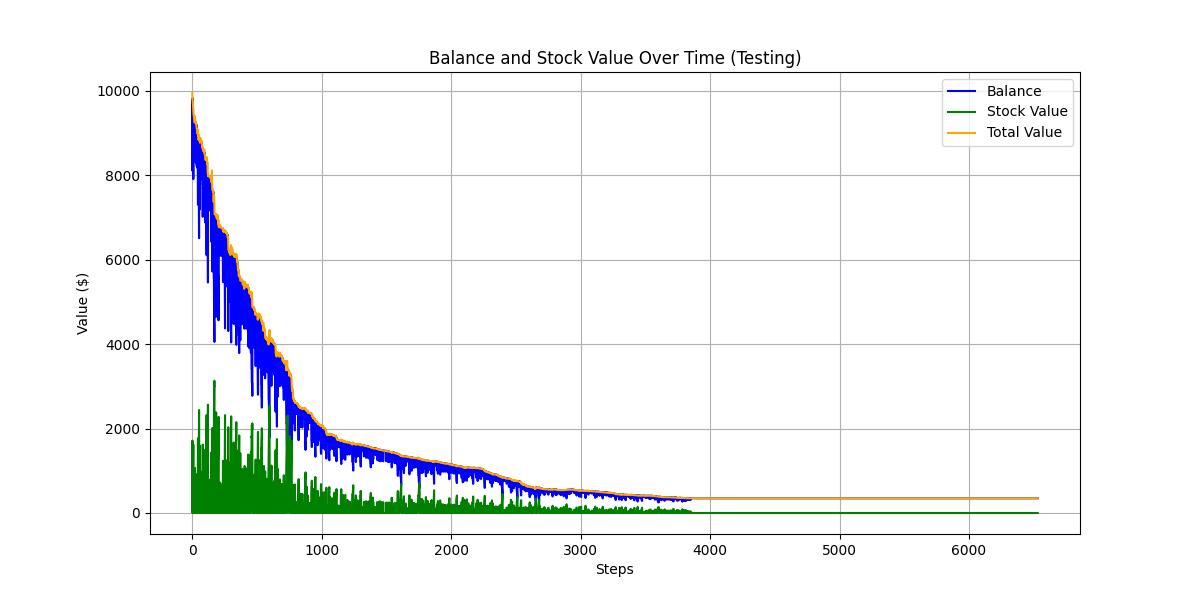 Balance and Stock Value Over Time (Testing)
Balance
Stock Value
Total Value
Value ($)
10000
8000
6000
4000
2000
0
0 1000 2000 3000 4000 5000 6000
Steps